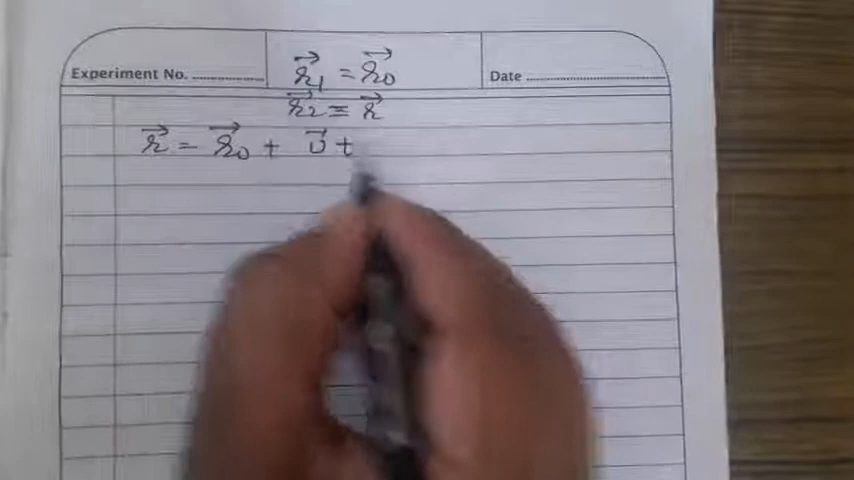 Experiment No. ................
r⃗₁ = r⃗₀
Date ................................
r⃗₂ = r⃗
r⃗ = r⃗₀ + v⃗ t